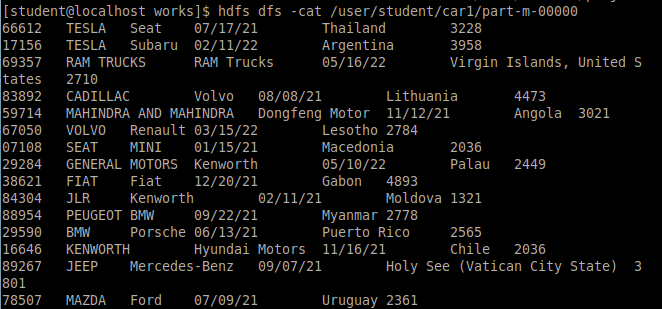 [student@localhost works]$ hdfs dfs -cat /user/student/car1/part-m-00000
66612   TESLA   Seat    07/17/21        Thailand        3228
17156   TESLA   Subaru  02/11/22        Argentina       3958
69357   RAM TRUCKS      RAM Trucks      05/16/22        Virgin Islands, United S
tates   2710
83892   CADILLAC        Volvo   08/08/21        Lithuania       4473
59714   MAHINDRA AND MAHINDRA   Dongfeng Motor  11/12/21        Angola  3021
67050   VOLVO   Renault 03/15/22        Lesotho 2784
07108   SEAT    MINI    01/15/21        Macedonia       2036
29284   GENERAL MOTORS  Kenworth        05/10/22        Palau   2449
38621   FIAT    Fiat    12/20/21        Gabon   4893
84304   JLR     Kenworth        02/11/21        Moldova 1321
88954   PEUGEOT BMW     09/22/21        Myanmar 2778
29590   BMW     Porsche 06/13/21        Puerto Rico     2565
16646   KENWORTH        Hyundai Motors  11/16/21        Chile   2036
89267   JEEP    Mercedes-Benz   09/07/21        Holy See (Vatican City State)  3
801
78507   MAZDA   Ford    07/09/21        Uruguay 2361